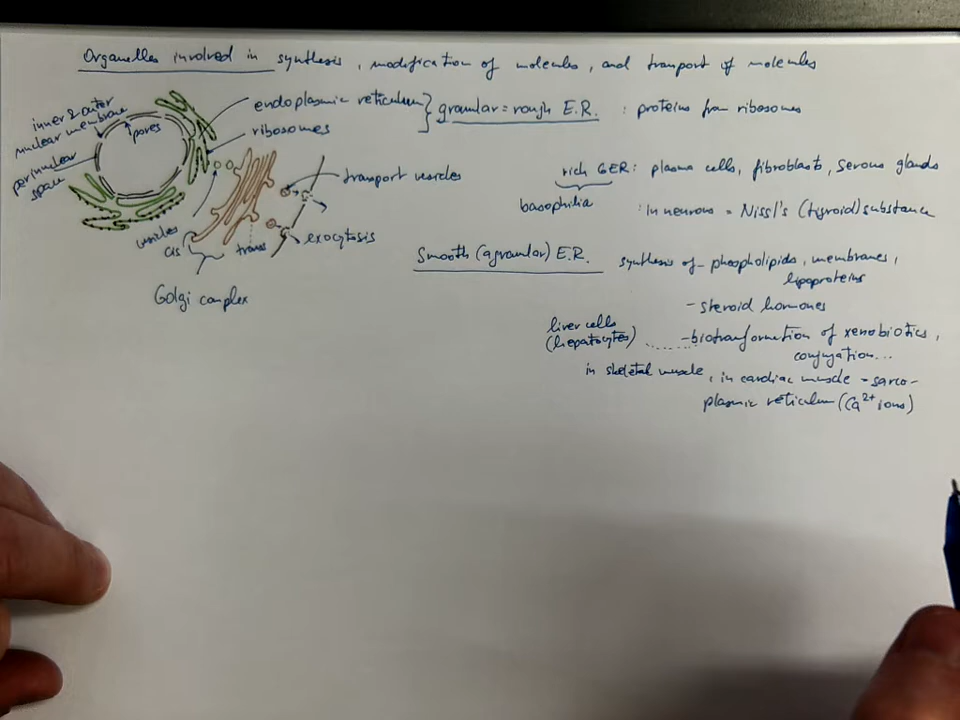 Organelles involved in synthesis, modification of molecules, and transport of molecules
inner & outer
nuclear membrane
pores
perinuclear
space
endoplasmic reticulum } granular = rough E.R. : proteins from ribosomes
ribosomes
transport vesicles
rich GER: plasma cells, fibroblasts, serous glands
basophilia
: in neurons = Nissl's (tigroid) substance
vesicles
cis
trans
exocytosis
Golgi complex
Smooth (agranular) E.R. synthesis of - phospholipids, membranes,
lipoproteins
- steroid hormones
liver cells
(hepatocytes) ...... - biotransformation of xenobiotics,
conjugation...
in skeletal muscle, in cardiac muscle = sarco-
plasmic reticulum (Ca2+ ions)